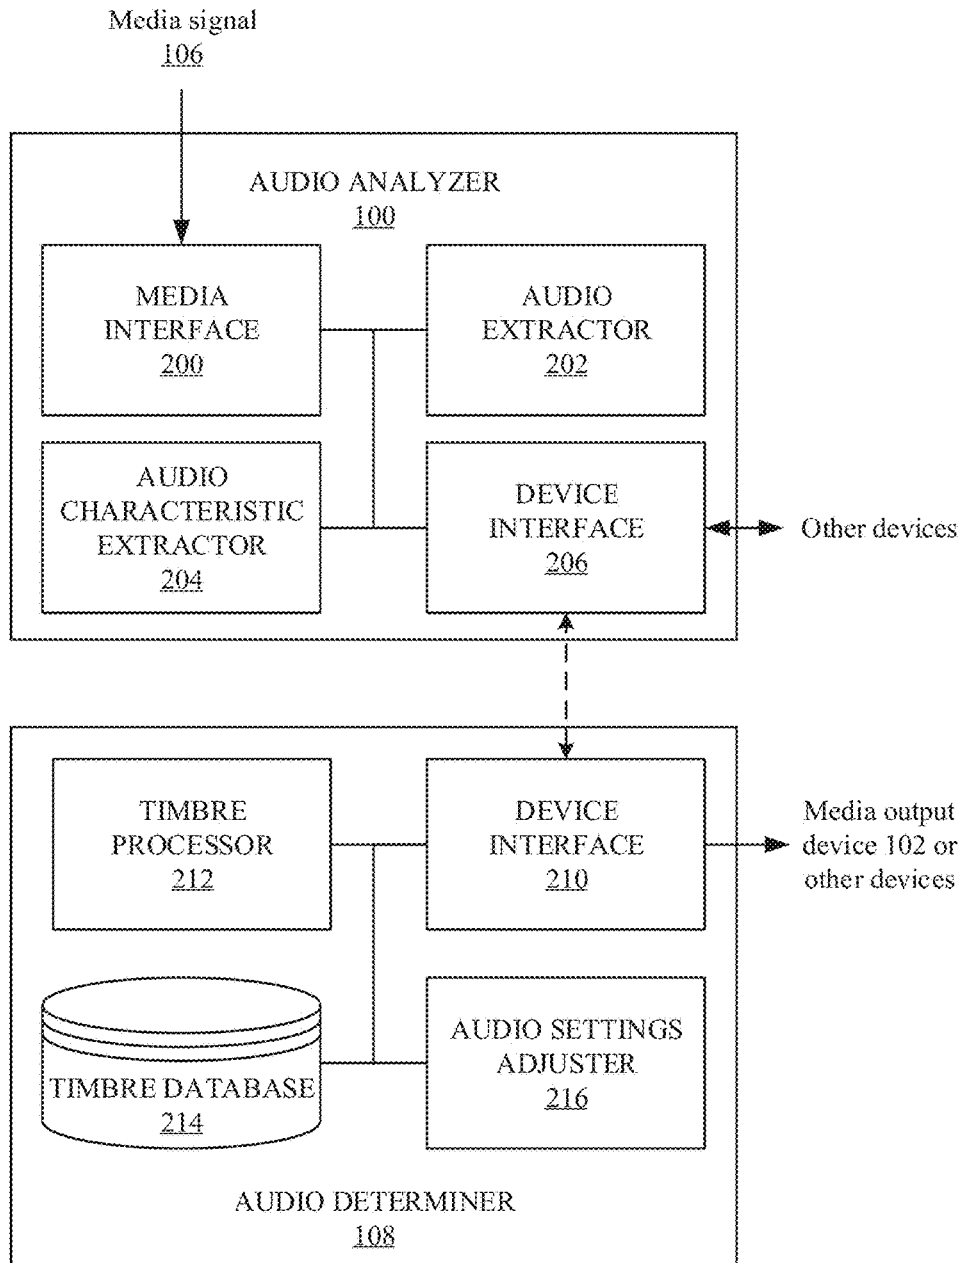 Media signal
106
AUDIO ANALYZER
100
MEDIA
INTERFACE
200
AUDIO
EXTRACTOR
202
AUDIO
CHARACTERISTIC
EXTRACTOR
204
DEVICE
INTERFACE
206
Other devices
TIMBRE
PROCESSOR
212
DEVICE
INTERFACE
210
Media output
device 102 or
other devices
TIMBRE DATABASE
214
AUDIO SETTINGS
ADJUSTER
216
AUDIO DETERMINER
108